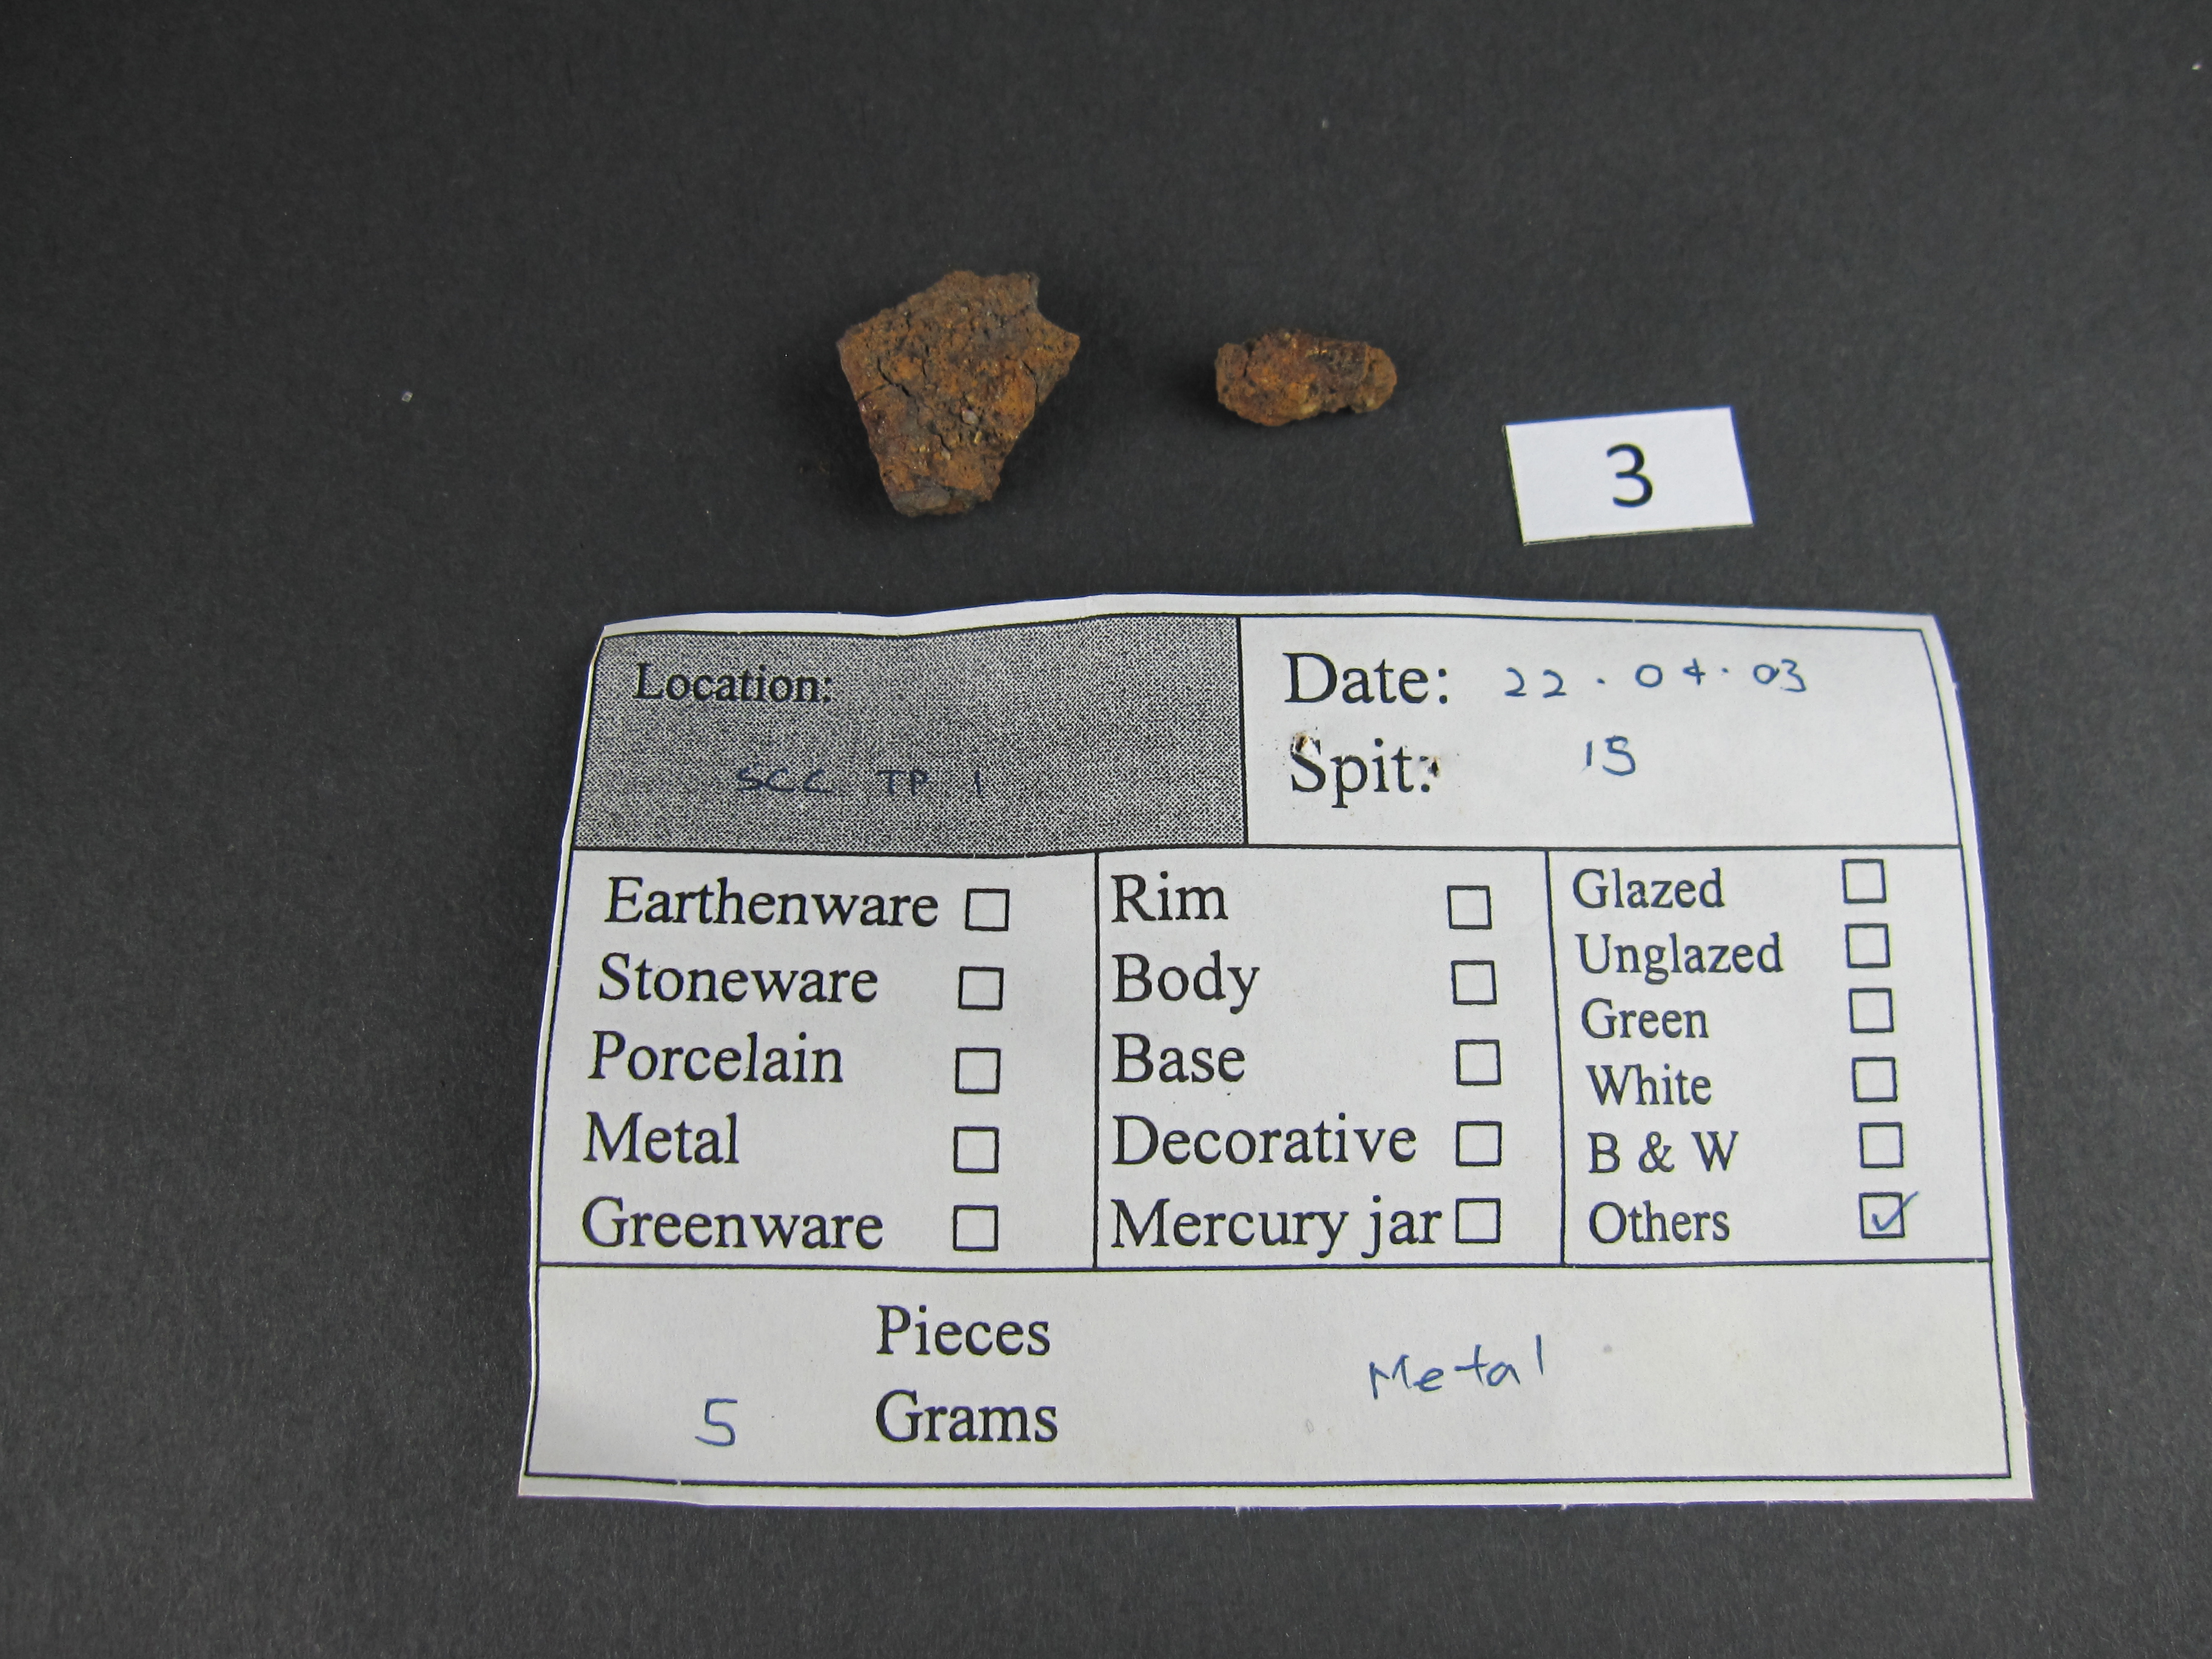 3
Location:
SCC TP 1
Date: 22.04.03
Spit: 15
Earthenware
Stoneware
Porcelain
Metal
Greenware
Rim
Body
Base
Decorative
Mercury jar
Glazed
Unglazed
Green
White
B & W
Others ✓
Pieces
5 Grams
Metal